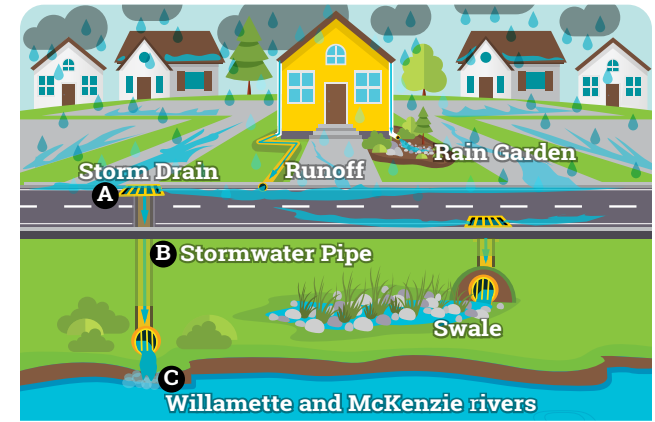 Rain Garden
Storm Drain
Runoff
A
B Stormwater Pipe
Swale
C
Willamette and McKenzie rivers